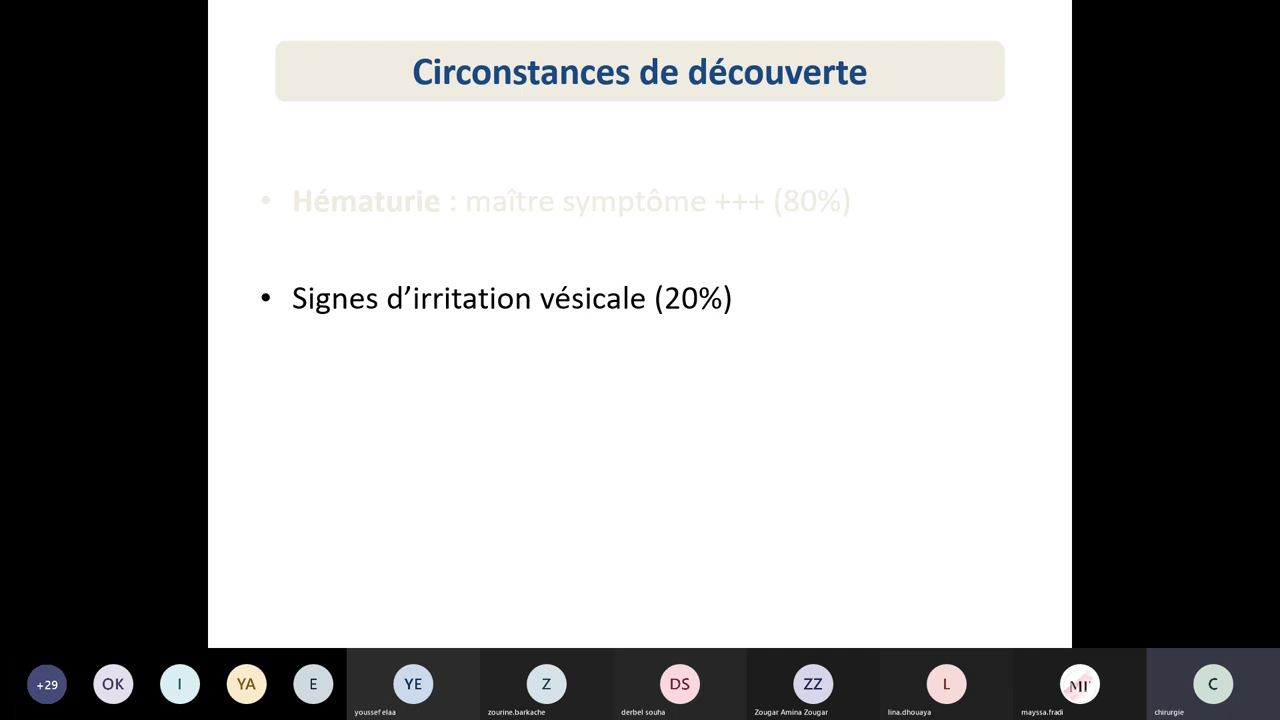 Circonstances de découverte
• Hématurie : maître symptôme +++ (80%)
• Signes d’irritation vésicale (20%)
+29
OK
I
YA
E
YE
Z
DS
ZZ
L
MF
C
youssef elaa
zourine.barkache
derbel souha
Zougar Amina Zougar
lina.dhouaya
mayssa.fradi
chirurgie